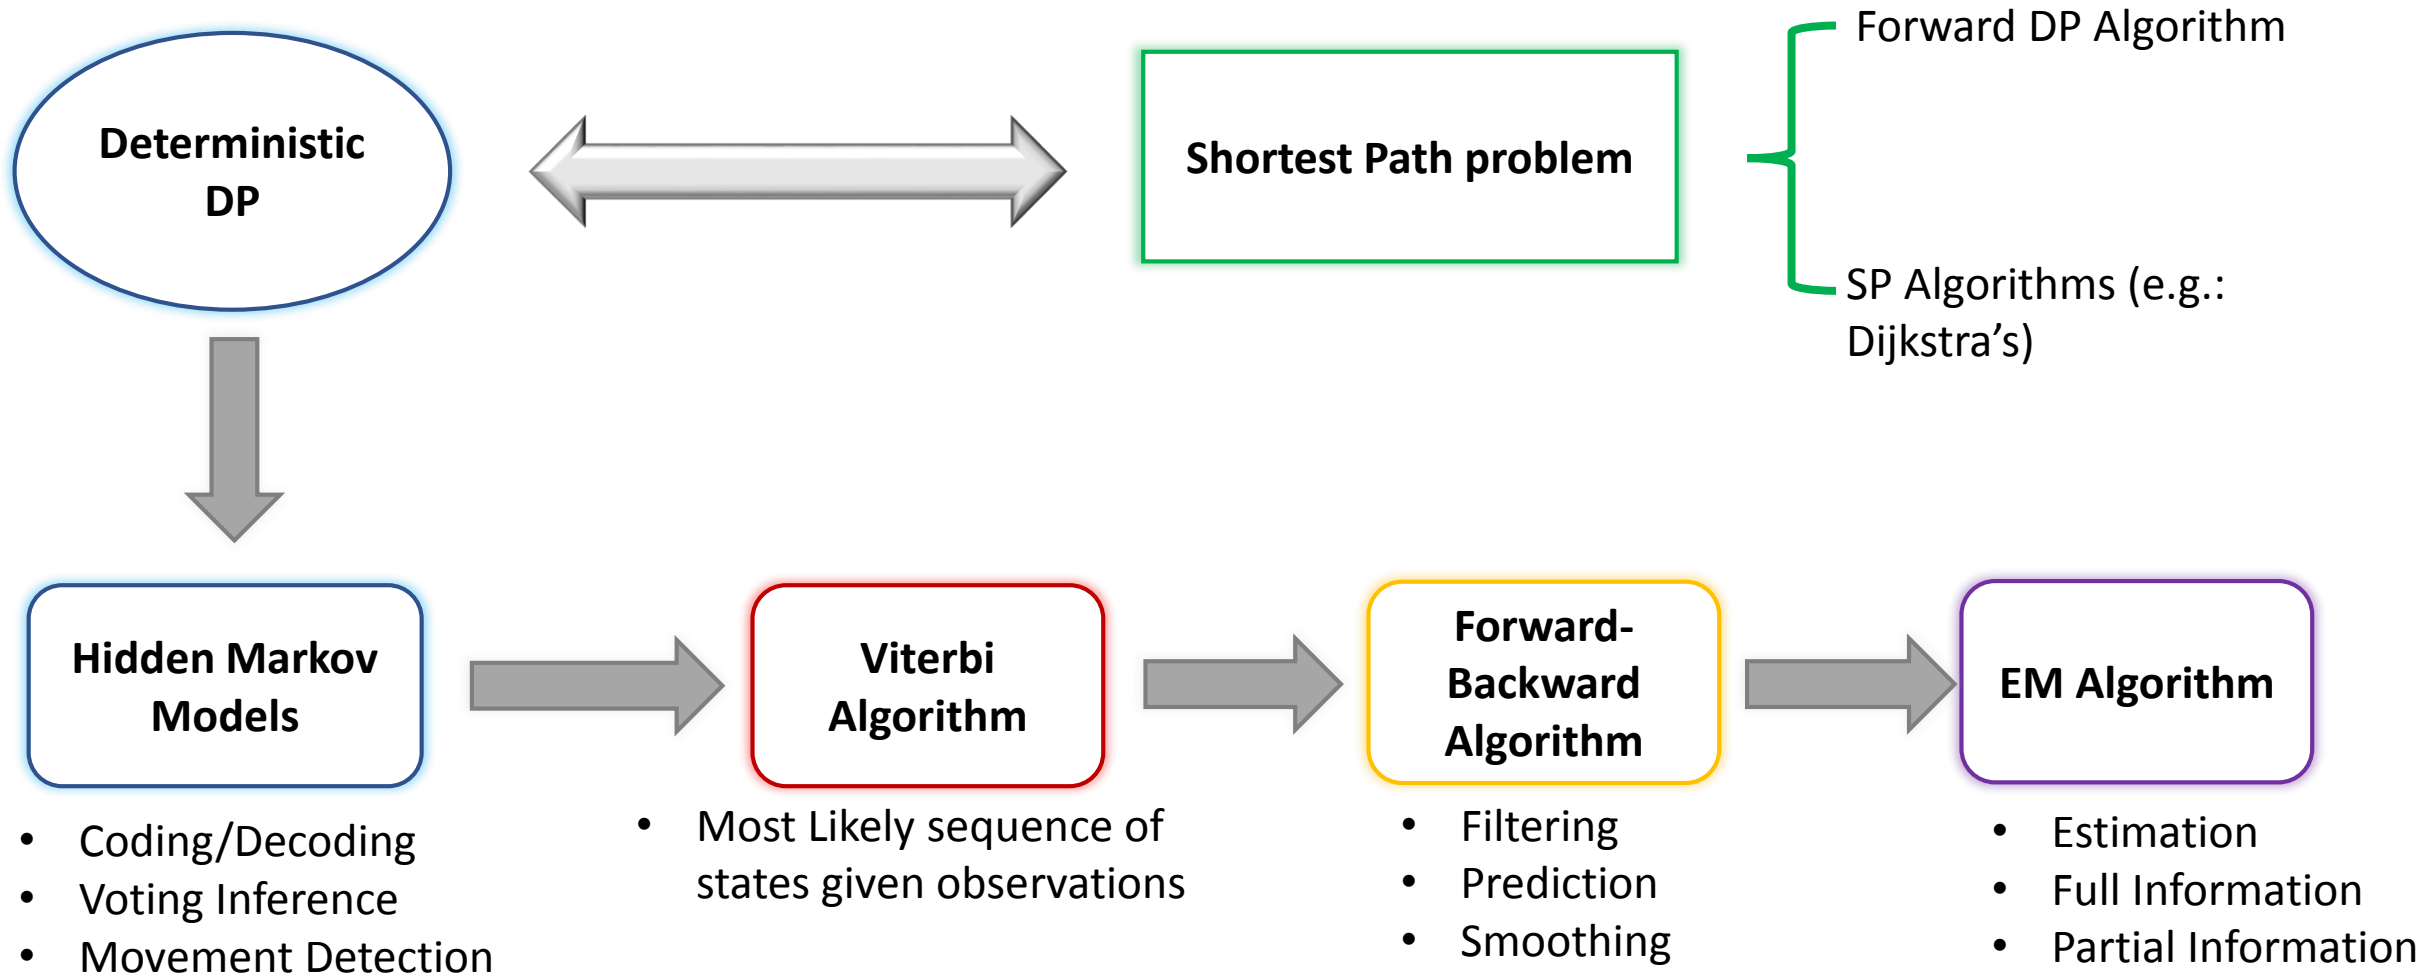 Deterministic
DP
Shortest Path problem
Forward DP Algorithm
SP Algorithms (e.g.:
Dijkstra’s)
Hidden Markov
Models
Viterbi
Algorithm
Forward-
Backward
Algorithm
EM Algorithm
• Coding/Decoding
• Voting Inference
• Movement Detection
• Most Likely sequence of
states given observations
• Filtering
• Prediction
• Smoothing
• Estimation
• Full Information
• Partial Information